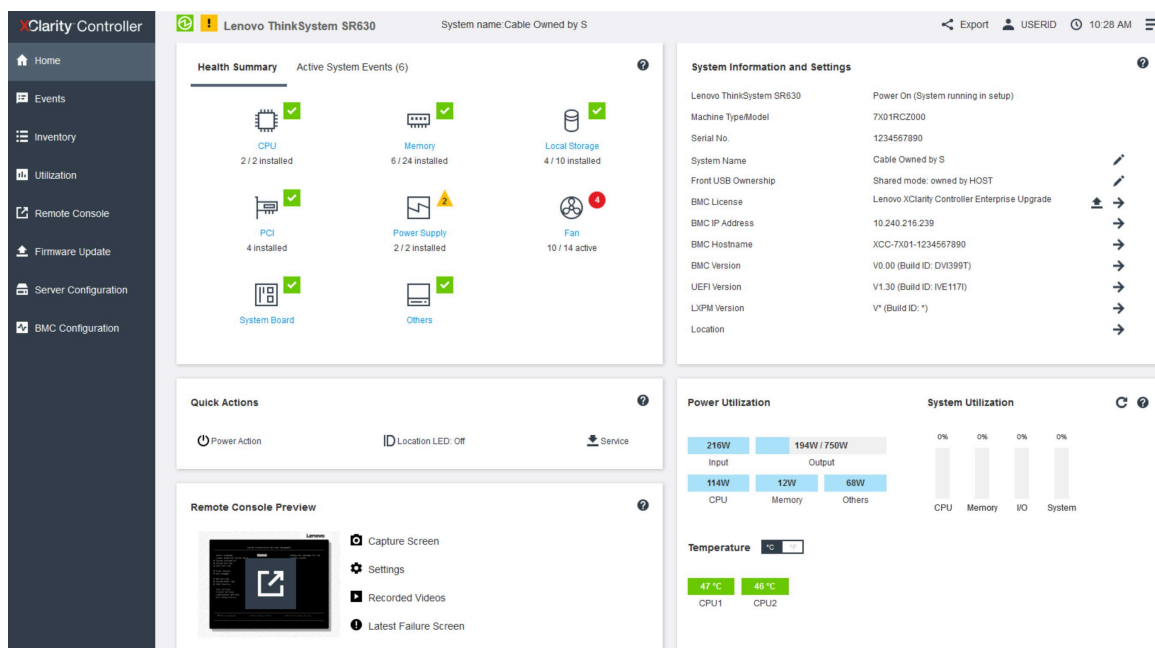 XClarity Controller
Lenovo ThinkSystem SR630
System name:Cable Owned by S
Export
USERID
10:28 AM
Home
Events
Inventory
Utilization
Remote Console
Firmware Update
Server Configuration
BMC Configuration
Health Summary
Active System Events (6)
CPU
2 / 2 installed
Memory
6 / 24 installed
Local Storage
4 / 10 installed
PCI
4 installed
2
Power Supply
2 / 2 installed
4
Fan
10 / 14 active
System Board
Others
System Information and Settings
Lenovo ThinkSystem SR630 Power On (System running in setup)
Machine Type/Model 7X01RCZ000
Serial No. 1234567890
System Name Cable Owned by S
Front USB Ownership Shared mode: owned by HOST
BMC License Lenovo XClarity Controller Enterprise Upgrade
BMC IP Address 10.240.216.239
BMC Hostname XCC-7X01-1234567890
BMC Version V0.00 (Build ID: DVI399T)
UEFI Version V1.30 (Build ID: IVE117I)
LXPM Version V* (Build ID: *)
Location
Quick Actions
Power Action
Location LED: Off
Service
Remote Console Preview
Lenovo
Capture Screen
Settings
Recorded Videos
Latest Failure Screen
Power Utilization
216W 194W / 750W
Input Output
114W 12W 68W
CPU Memory Others
System Utilization
0% 0% 0% 0%
CPU Memory I/O System
Temperature °C °F
47 °C 46 °C
CPU1 CPU2